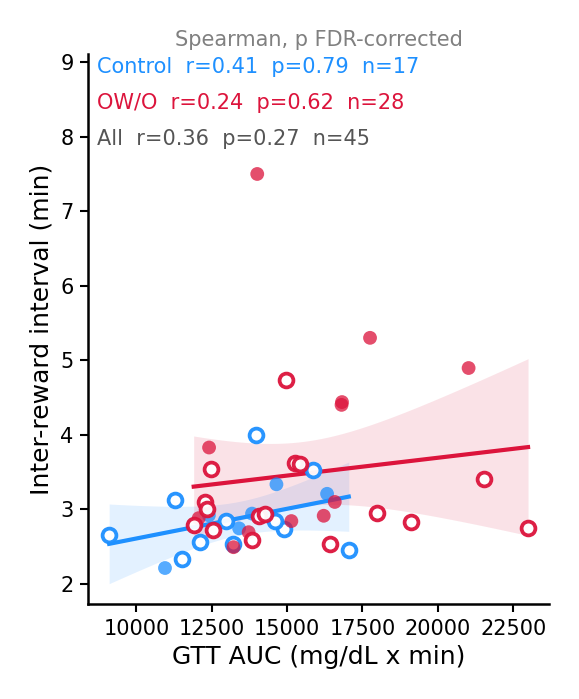 Spearman, p FDR-corrected
Control  r=0.41  p=0.79  n=17
OW/O  r=0.24  p=0.62  n=28
All  r=0.36  p=0.27  n=45
9
8
7
6
5
4
3
2
Inter-reward interval (min)
10000 12500 15000 17500 20000 22500
GTT AUC (mg/dL x min)